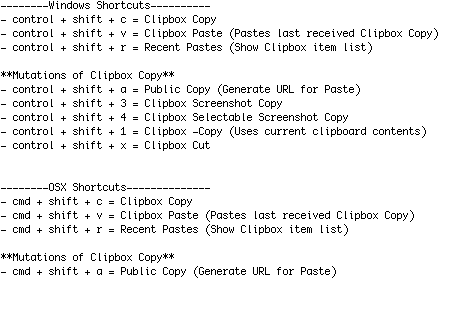 --------Windows Shortcuts----------
- control + shift + c = Clipbox Copy
- control + shift + v = Clipbox Paste (Pastes last received Clipbox Copy)
- control + shift + r = Recent Pastes (Show Clipbox item list)
**Mutations of Clipbox Copy**
- control + shift + a = Public Copy (Generate URL for Paste)
- control + shift + 3 = Clipbox Screenshot Copy
- control + shift + 4 = Clipbox Selectable Screenshot Copy
- control + shift + 1 = Clipbox -Copy (Uses current clipboard contents)
- control + shift + x = Clipbox Cut
--------OSX Shortcuts--------------
- cmd + shift + c = Clipbox Copy
- cmd + shift + v = Clipbox Paste (Pastes last received Clipbox Copy)
- cmd + shift + r = Recent Pastes (Show Clipbox item list)
**Mutations of Clipbox Copy**
- cmd + shift + a = Public Copy (Generate URL for Paste)